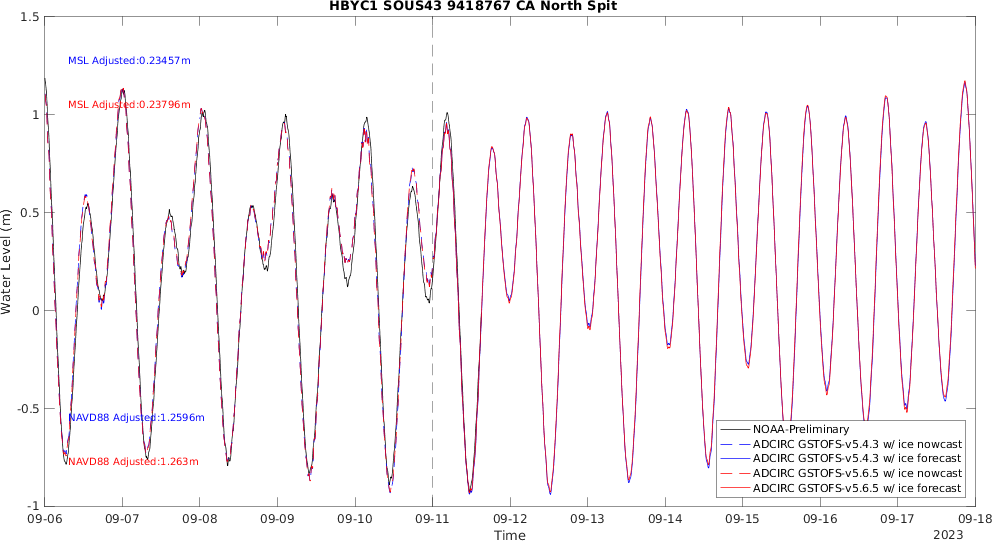 HBYC1 SOUS43 9418767 CA North Spit
1.5
1
0.5
0
-0.5
-1
Water Level (m)
MSL Adjusted:0.23457m
MSL Adjusted:0.23796m
NAVD88 Adjusted:1.2596m
NAVD88 Adjusted:1.263m
NOAA-Preliminary
ADCIRC GSTOFS-v5.4.3 w/ ice nowcast
ADCIRC GSTOFS-v5.4.3 w/ ice forecast
ADCIRC GSTOFS-v5.6.5 w/ ice nowcast
ADCIRC GSTOFS-v5.6.5 w/ ice forecast
09-06 09-07 09-08 09-09 09-10 09-11 09-12 09-13 09-14 09-15 09-16 09-17 09-18
Time
2023